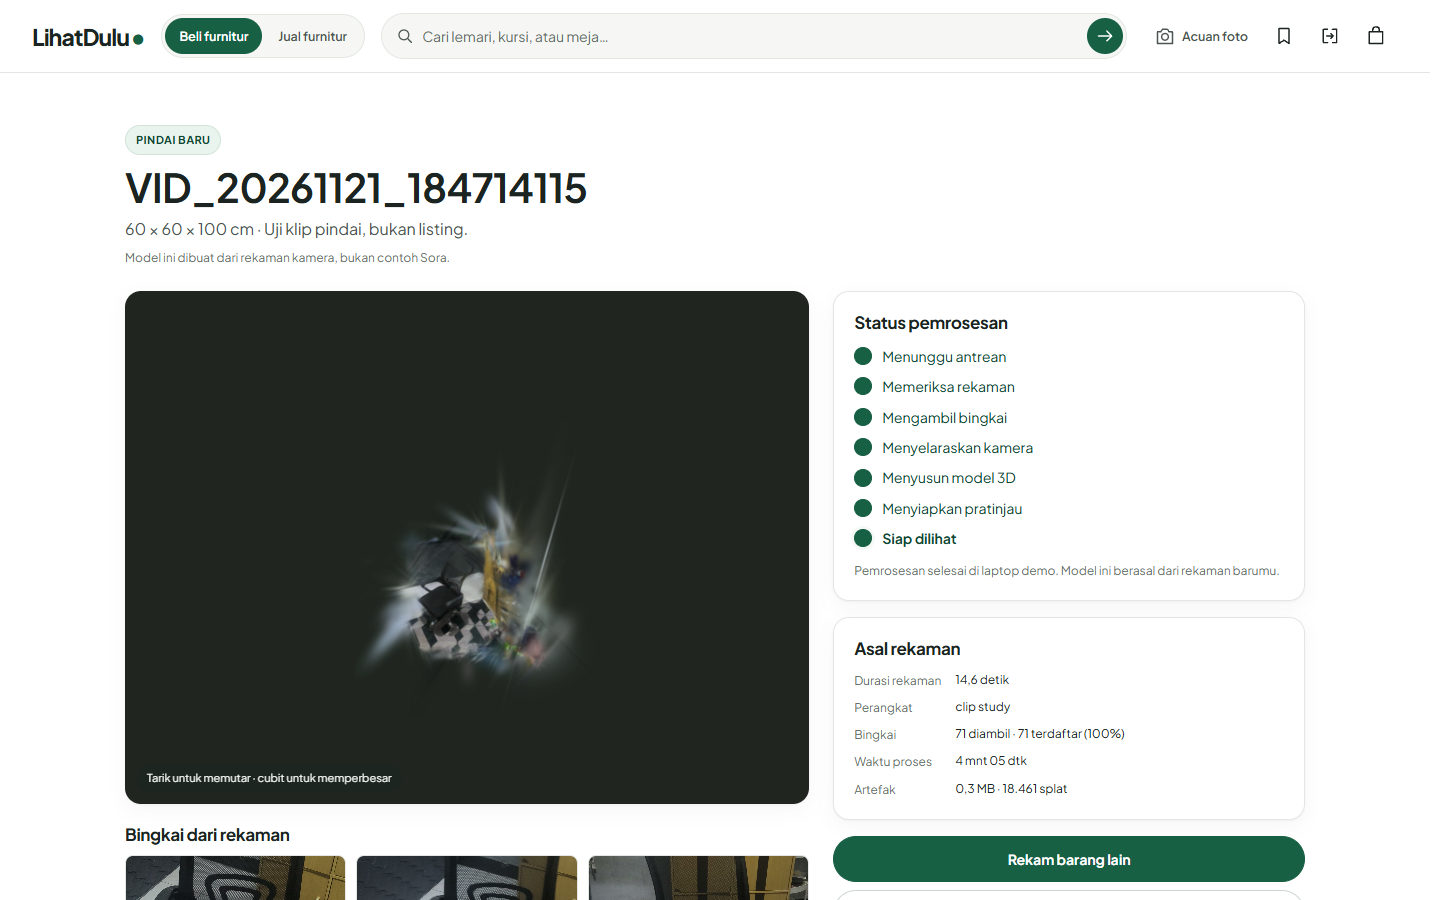 LihatDulu
Beli furnitur
Jual furnitur
Cari lemari, kursi, atau meja...
Acuan foto
PINDAI BARU
VID_20261121_184714115
60 × 60 × 100 cm · Uji klip pindai, bukan listing.
Model ini dibuat dari rekaman kamera, bukan contoh Sora.
Tarik untuk memutar · cubit untuk memperbesar
Bingkai dari rekaman
Status pemrosesan
Menunggu antrean
Memeriksa rekaman
Mengambil bingkai
Menyelaraskan kamera
Menyusun model 3D
Menyiapkan pratinjau
Siap dilihat
Pemrosesan selesai di laptop demo. Model ini berasal dari rekaman barumu.
Asal rekaman
Durasi rekaman 14,6 detik
Perangkat clip study
Bingkai 71 diambil · 71 terdaftar (100%)
Waktu proses 4 mnt 05 dtk
Artefak 0,3 MB · 18.461 splat
Rekam barang lain